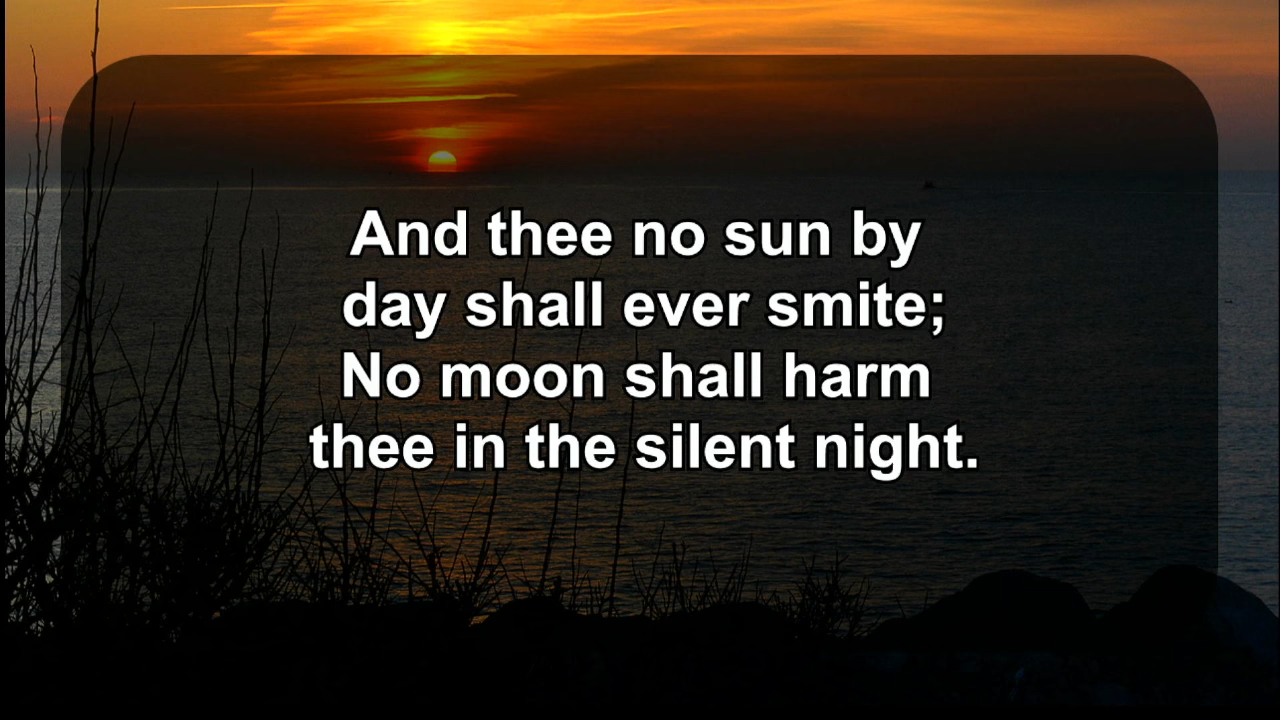 And thee no sun by
day shall ever smite;
No moon shall harm
thee in the silent night.